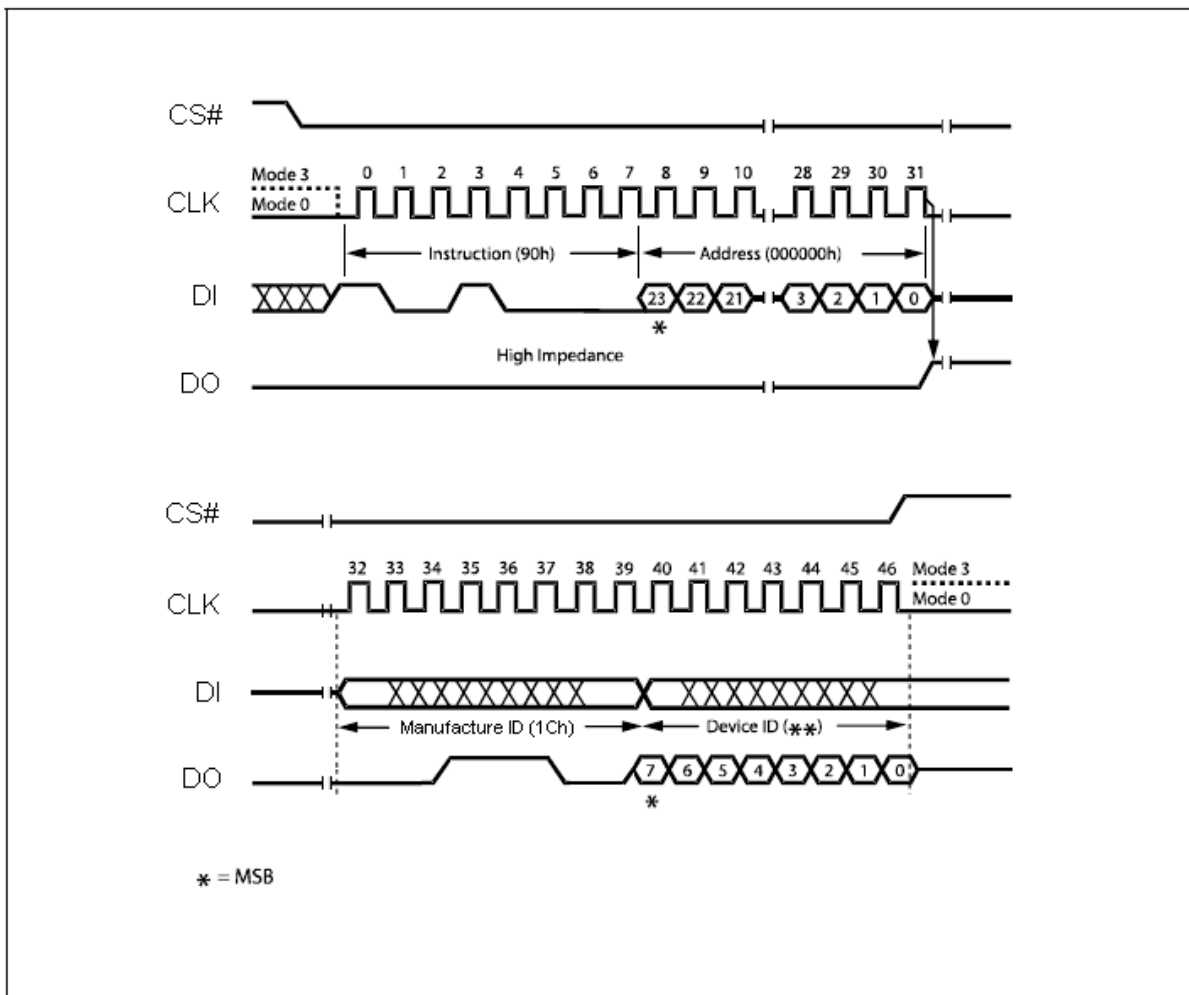 CS#
Mode 3
0 1 2 3 4 5 6 7 8 9 10 28 29 30 31
CLK
Mode 0
Instruction (90h) Address (000000h)
DI
23 22 21 3 2 1 0
*
High Impedance
DO
CS#
32 33 34 35 36 37 38 39 40 41 42 43 44 45 46 Mode 3
CLK
Mode 0
DI
Manufacture ID (1Ch) Device ID (**)
DO
7 6 5 4 3 2 1 0
*
* = MSB